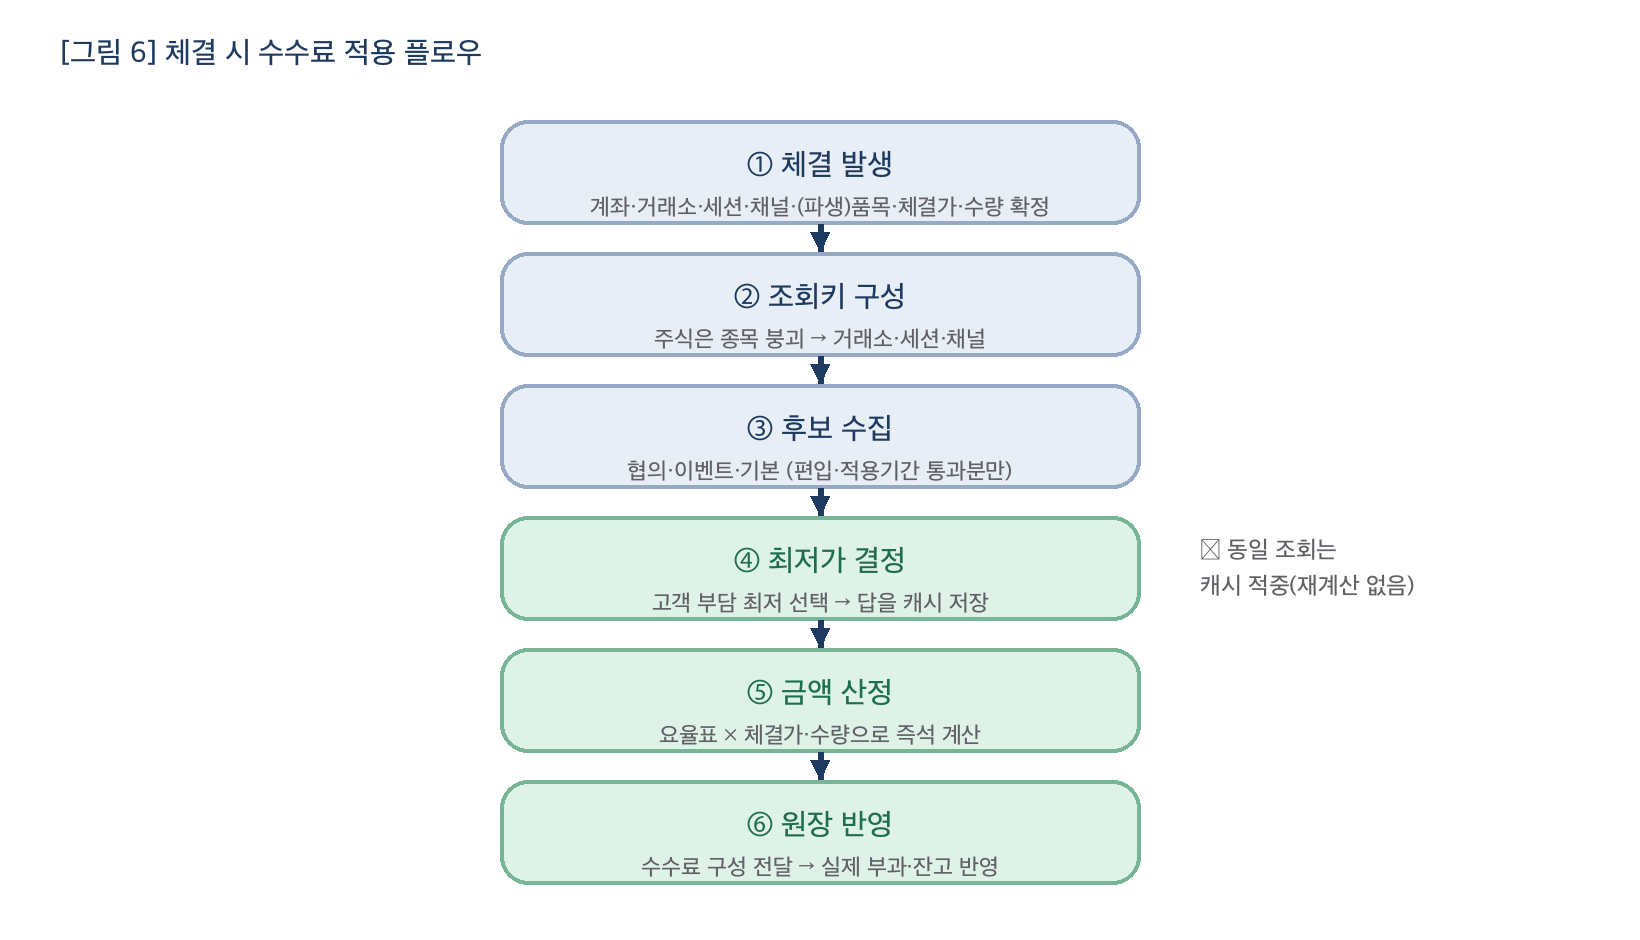 [그림 6] 체결 시 수수료 적용 플로우
① 체결 발생
계좌·거래소·세션·채널·(파생)품목·체결가·수량 확정
② 조회키 구성
주식은 종목 붕괴 → 거래소·세션·채널
③ 후보 수집
협의·이벤트·기본 (편입·적용기간 통과분만)
④ 최저가 결정
고객 부담 최저 선택 → 답을 캐시 저장
동일 조회는
캐시 적중(재계산 없음)
⑤ 금액 산정
요율표 × 체결가·수량으로 즉석 계산
⑥ 원장 반영
수수료 구성 전달 → 실제 부과·잔고 반영